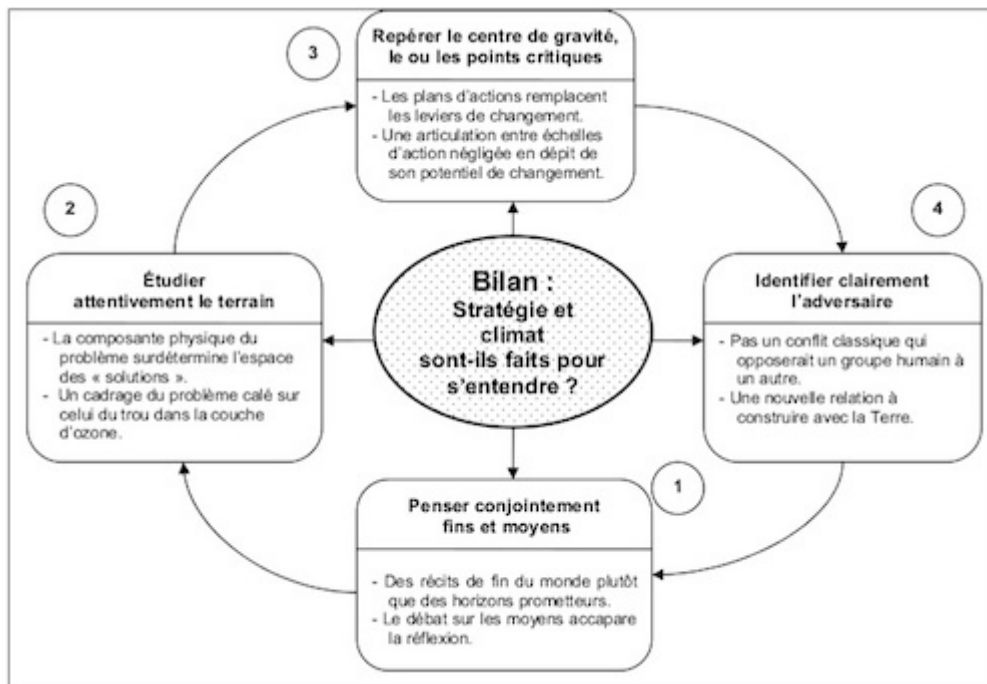 3
Repérer le centre de gravité,
le ou les points critiques
- Les plans d'actions remplacent
les leviers de changement.
- Une articulation entre échelles
d'action négligée en dépit de
son potentiel de changement.
2
Étudier
attentivement le terrain
- La composante physique du
problème surdétermine l'espace
des « solutions ».
- Un cadrage du problème calé sur
celui du trou dans la couche
d'ozone.
Bilan :
Stratégie et
climat
sont-ils faits pour
s'entendre ?
4
Identifier clairement
l'adversaire
- Pas un conflit classique qui
opposerait un groupe humain à
un autre.
- Une nouvelle relation à
construire avec la Terre.
1
Penser conjointement
fins et moyens
- Des récits de fin du monde plutôt
que des horizons prometteurs.
- Le débat sur les moyens accapare
la réflexion.